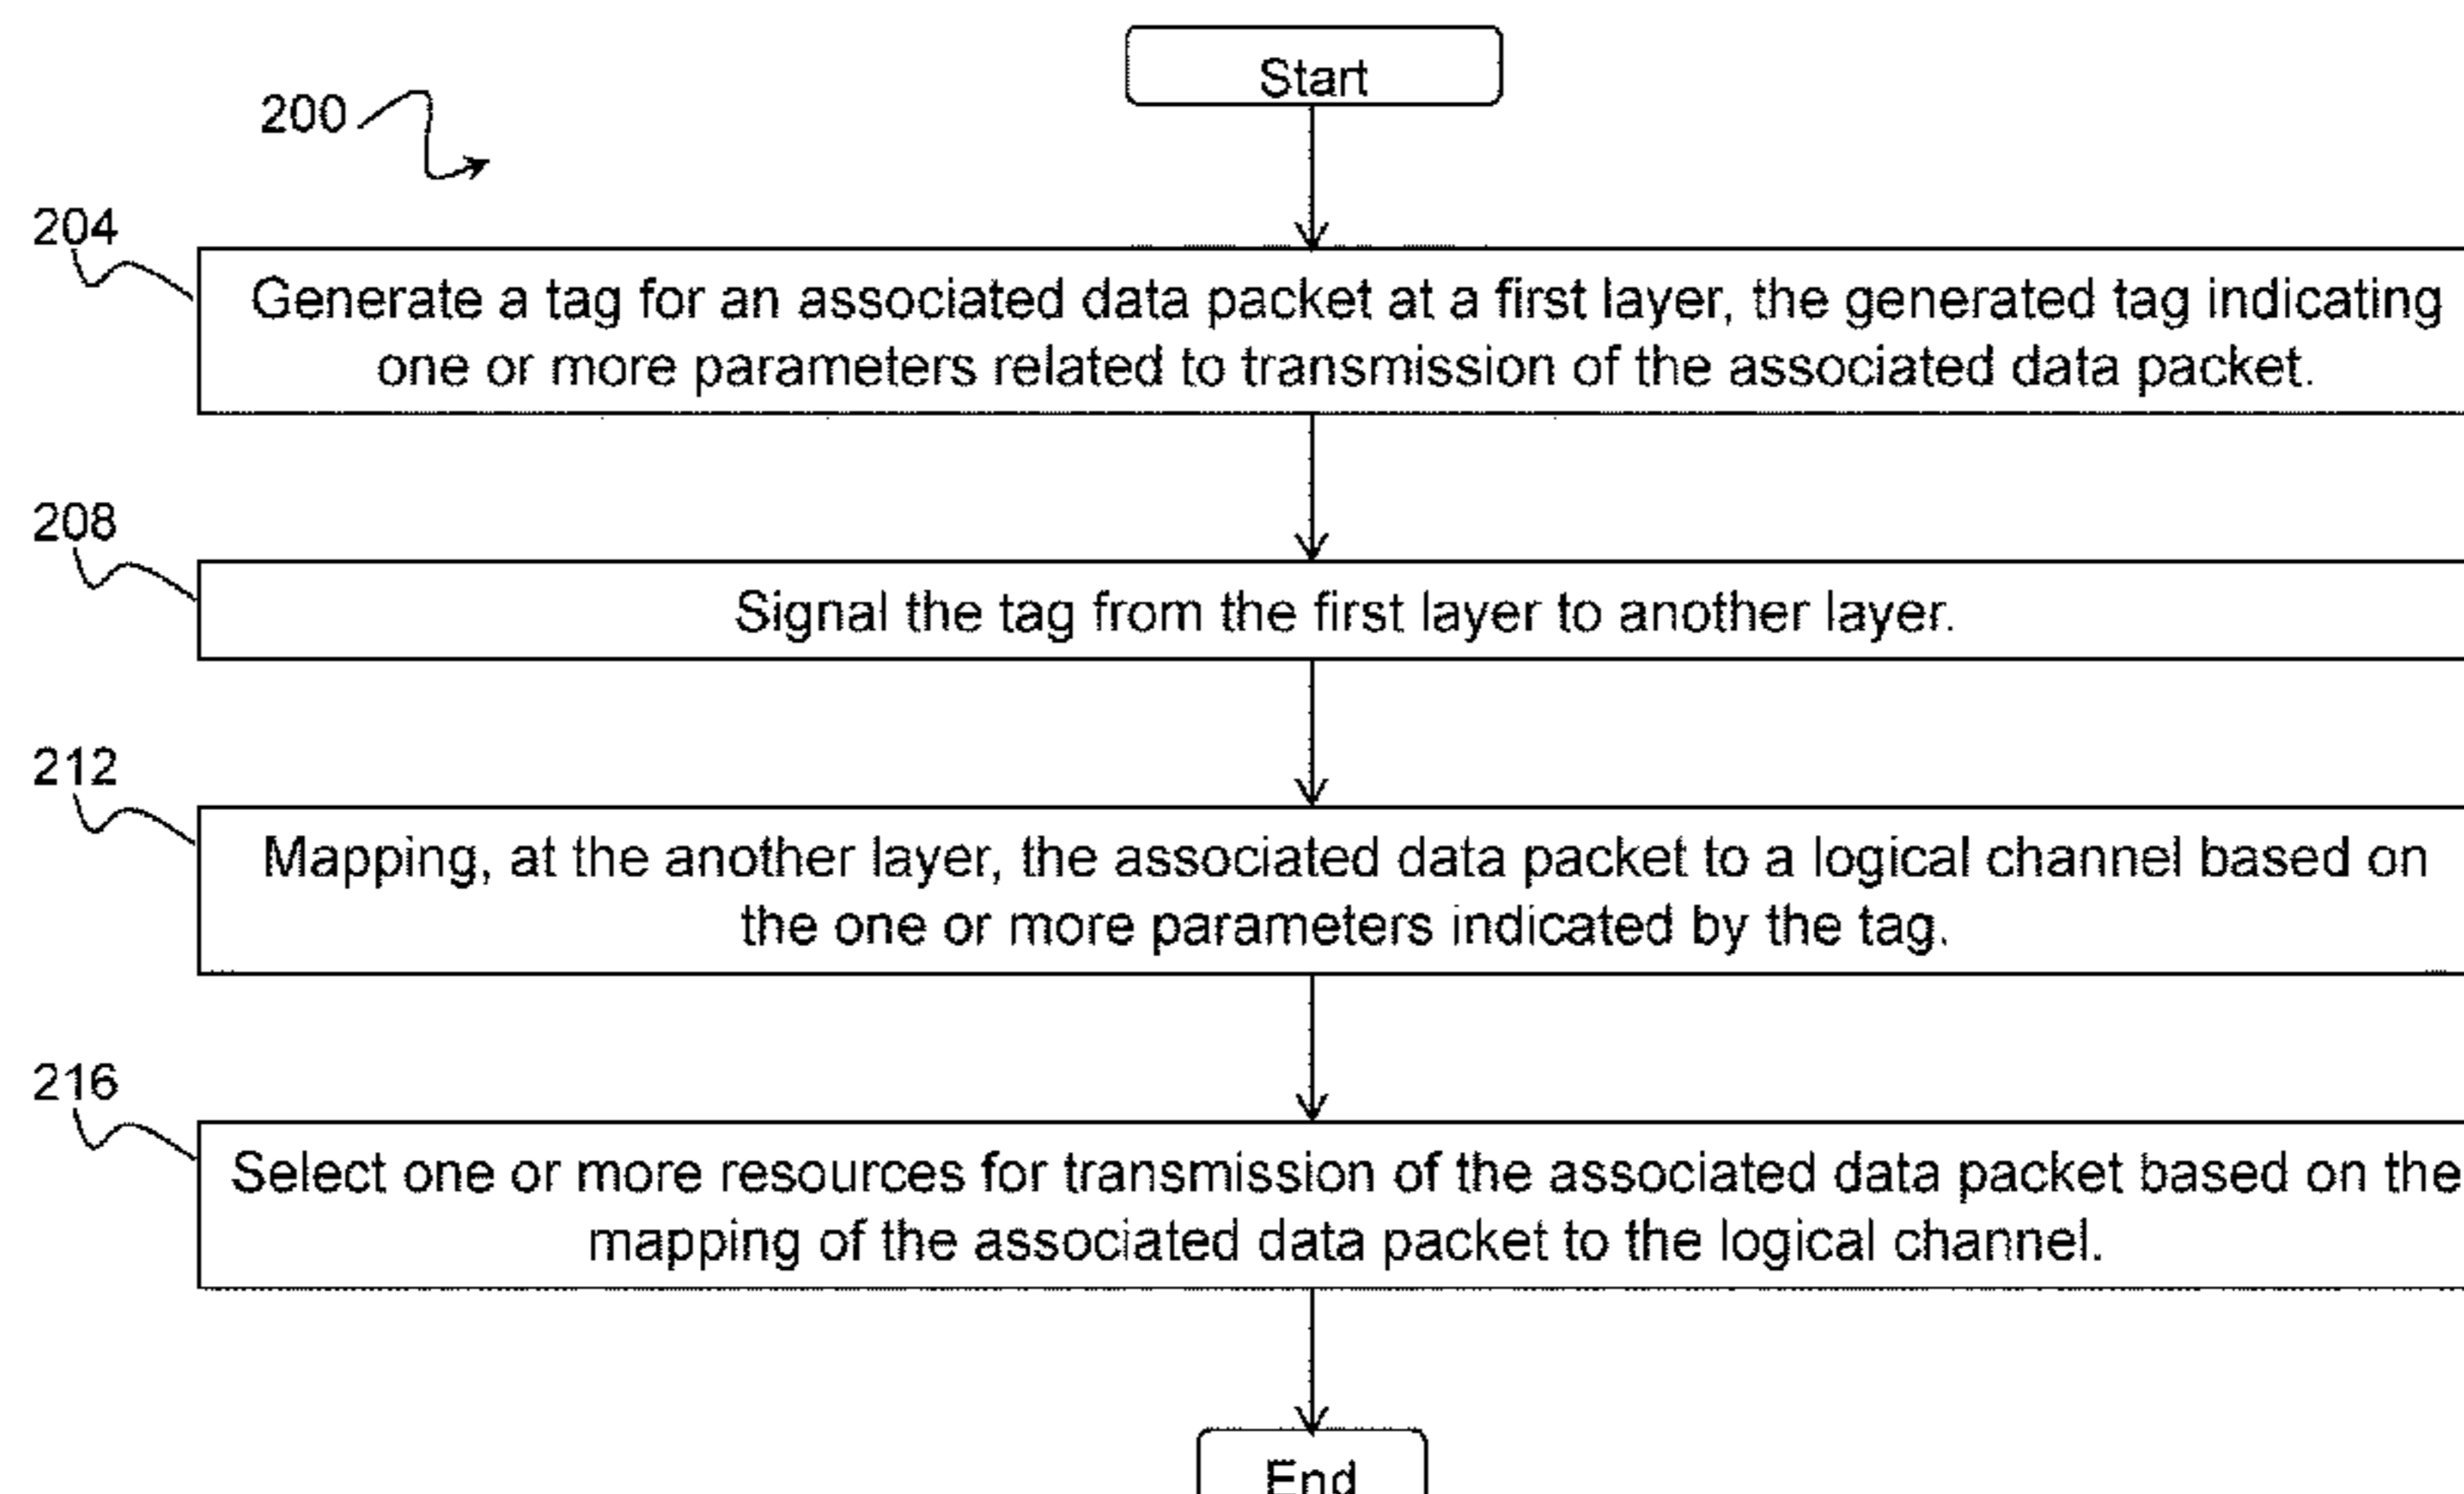 Start
200
204
Generate a tag for an associated data packet at a first layer, the generated tag indicating
one or more parameters related to transmission of the associated data packet.
208
Signal the tag from the first layer to another layer.
212
Mapping, at the another layer, the associated data packet to a logical channel based on
the one or more parameters indicated by the tag.
216
Select one or more resources for transmission of the associated data packet based on the
mapping of the associated data packet to the logical channel.
End